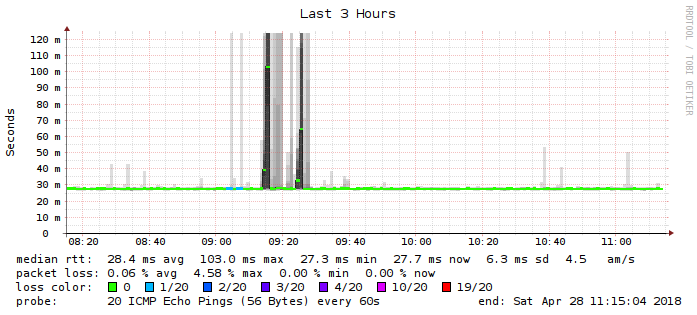 Last 3 Hours
RRDTOOL / TOBI OETIKER
Seconds
120 m
110 m
100 m
90 m
80 m
70 m
60 m
50 m
40 m
30 m
20 m
10 m
0
08:20 08:40 09:00 09:20 09:40 10:00 10:20 10:40 11:00
median rtt: 28.4 ms avg 103.0 ms max 27.3 ms min 27.7 ms now 6.3 ms sd 4.5 am/s
packet loss: 0.06 % avg 4.58 % max 0.00 % min 0.00 % now
loss color: 0 1/20 2/20 3/20 4/20 10/20 19/20
probe: 20 ICMP Echo Pings (56 Bytes) every 60s end: Sat Apr 28 11:15:04 2018